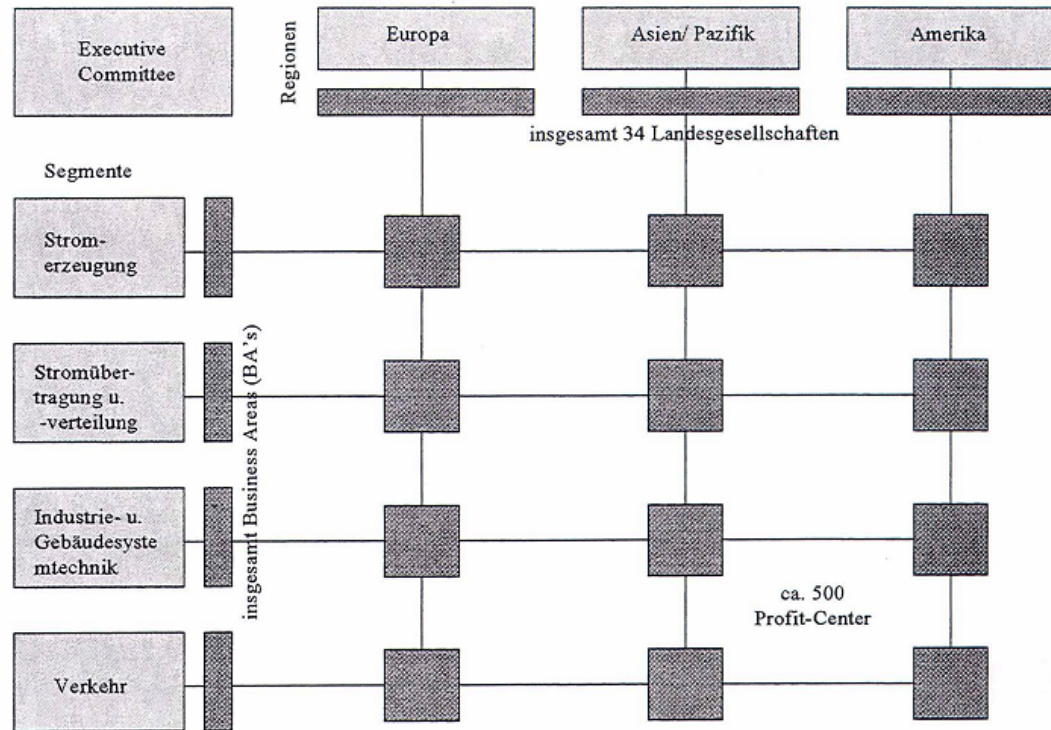 Executive
Committee
Regionen
Europa
Asien/ Pazifik
Amerika
insgesamt 34 Landesgesellschaften
Segmente
Strom-
erzeugung
Stromüber-
tragung u.
-verteilung
insgesamt Business Areas (BA's)
Industrie- u.
Gebäudesyste
mtechnik
ca. 500
Profit-Center
Verkehr